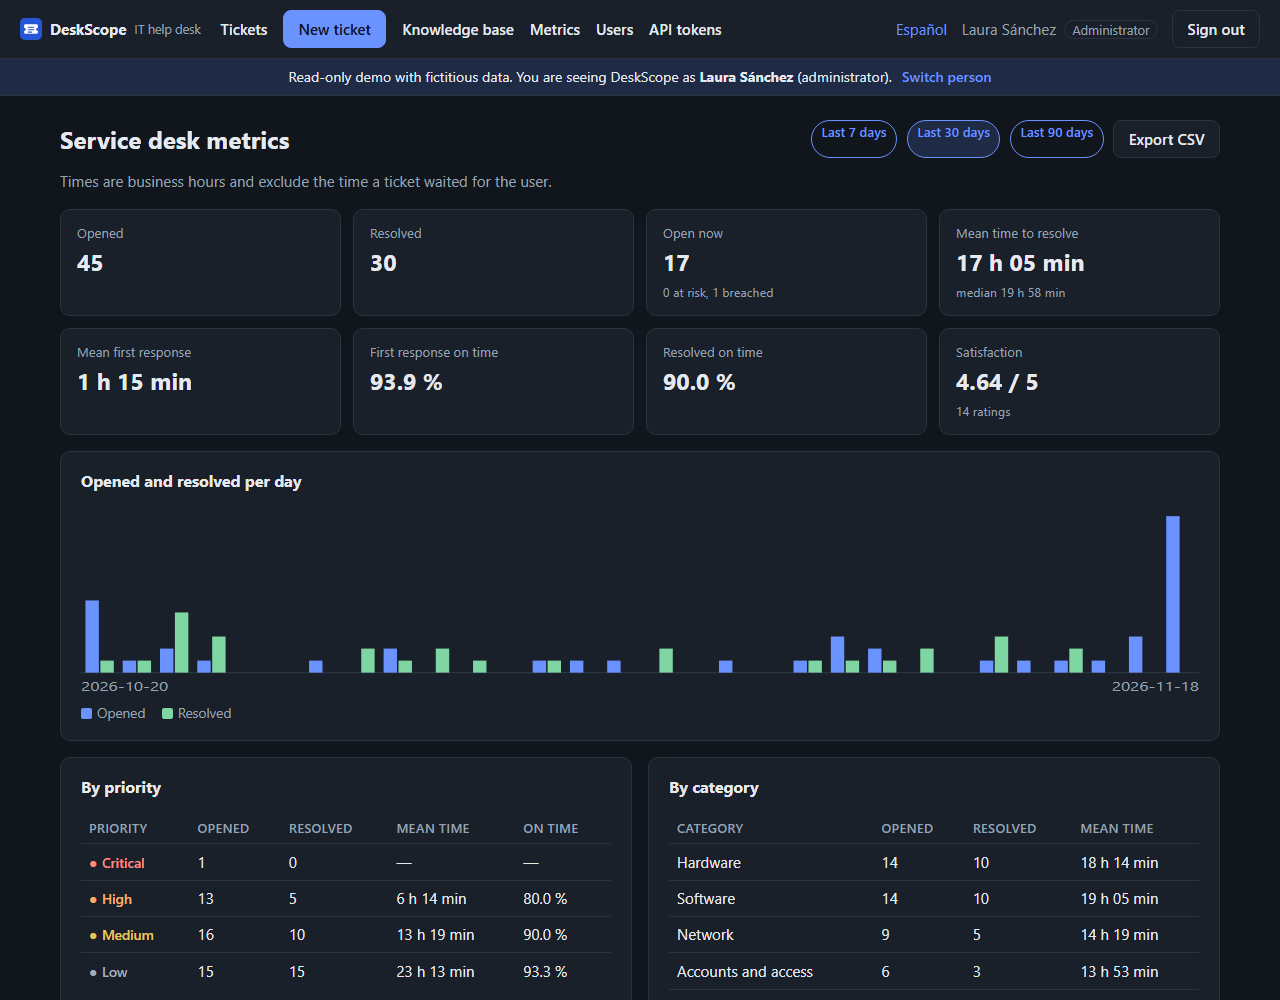 DeskScope IT help desk Tickets New ticket Knowledge base Metrics Users API tokens Español Laura Sánchez Administrator Sign out
Read-only demo with fictitious data. You are seeing DeskScope as Laura Sánchez (administrator). Switch person
Service desk metrics Last 7 days Last 30 days Last 90 days Export CSV
Times are business hours and exclude the time a ticket waited for the user.
Opened Resolved Open now Mean time to resolve
45 30 17 17 h 05 min
0 at risk, 1 breached median 19 h 58 min
Mean first response First response on time Resolved on time Satisfaction
1 h 15 min 93.9 % 90.0 % 4.64 / 5
14 ratings
Opened and resolved per day
2026-10-20 2026-11-18
Opened Resolved
By priority
PRIORITY OPENED RESOLVED MEAN TIME ON TIME
Critical 1 0 — —
High 13 5 6 h 14 min 80.0 %
Medium 16 10 13 h 19 min 90.0 %
Low 15 15 23 h 13 min 93.3 %
By category
CATEGORY OPENED RESOLVED MEAN TIME
Hardware 14 10 18 h 14 min
Software 14 10 19 h 05 min
Network 9 5 14 h 19 min
Accounts and access 6 3 13 h 53 min